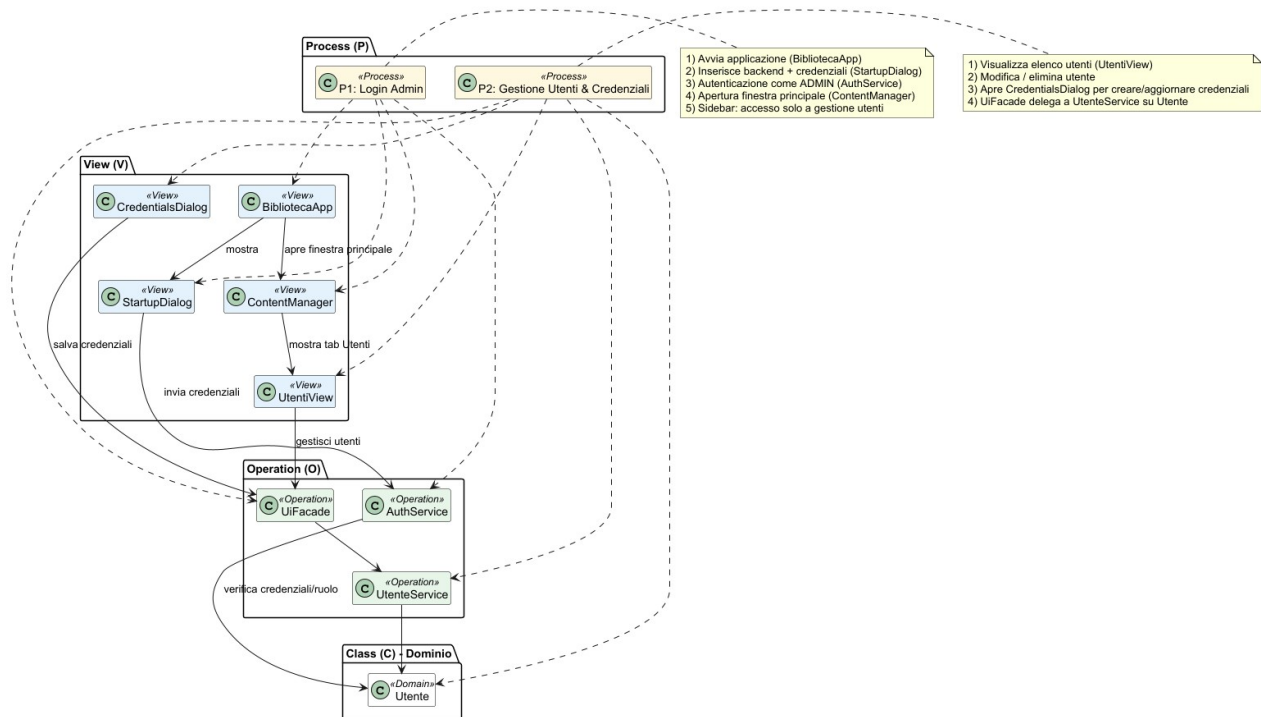 Process (P)
C «Process»
P1: Login Admin
C «Process»
P2: Gestione Utenti & Credenziali
1) Avvia applicazione (BibliotecaApp)
2) Inserisce backend + credenziali (StartupDialog)
3) Autenticazione come ADMIN (AuthService)
4) Apertura finestra principale (ContentManager)
5) Sidebar: accesso solo a gestione utenti
1) Visualizza elenco utenti (UtentiView)
2) Modifica / elimina utente
3) Apre CredentialsDialog per creare/aggiornare credenziali
4) UiFacade delega a UtenteService su Utente
View (V)
C «View»
CredentialsDialog
C «View»
BibliotecaApp
mostra
apre finestra principale
C «View»
StartupDialog
C «View»
ContentManager
salva credenziali
mostra tab Utenti
invia credenziali
C «View»
UtentiView
gestisci utenti
Operation (O)
C «Operation»
UiFacade
C «Operation»
AuthService
verifica credenziali/ruolo
C «Operation»
UtenteService
Class (C) - Dominio
C «Domain»
Utente